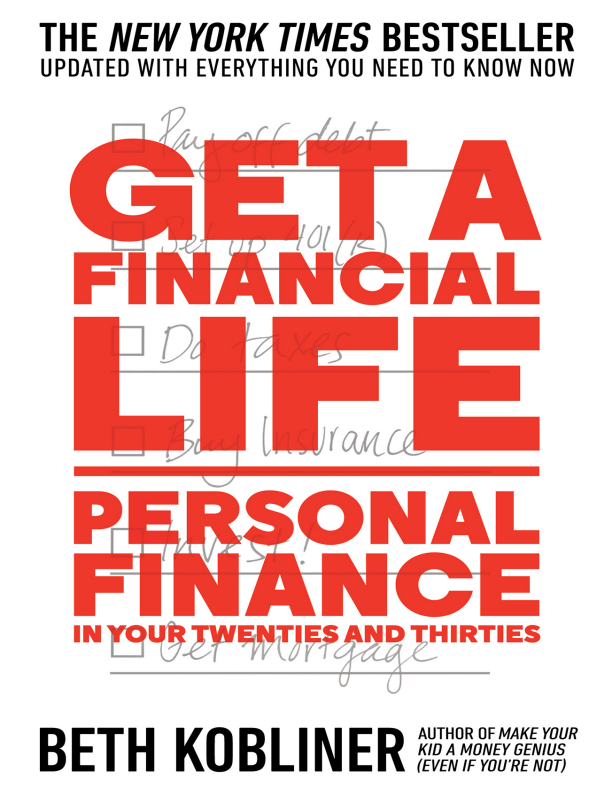 THE NEW YORK TIMES BESTSELLER
UPDATED WITH EVERYTHING YOU NEED TO KNOW NOW
Pay off debt
GET A
Set up 401(k)
FINANCIAL
Do taxes
LIFE
Buy Insurance
PERSONAL
Invest!
FINANCE
IN YOUR TWENTIES AND THIRTIES
Get Mortgage
BETH KOBLINER
AUTHOR OF MAKE YOUR
KID A MONEY GENIUS
(EVEN IF YOU'RE NOT)